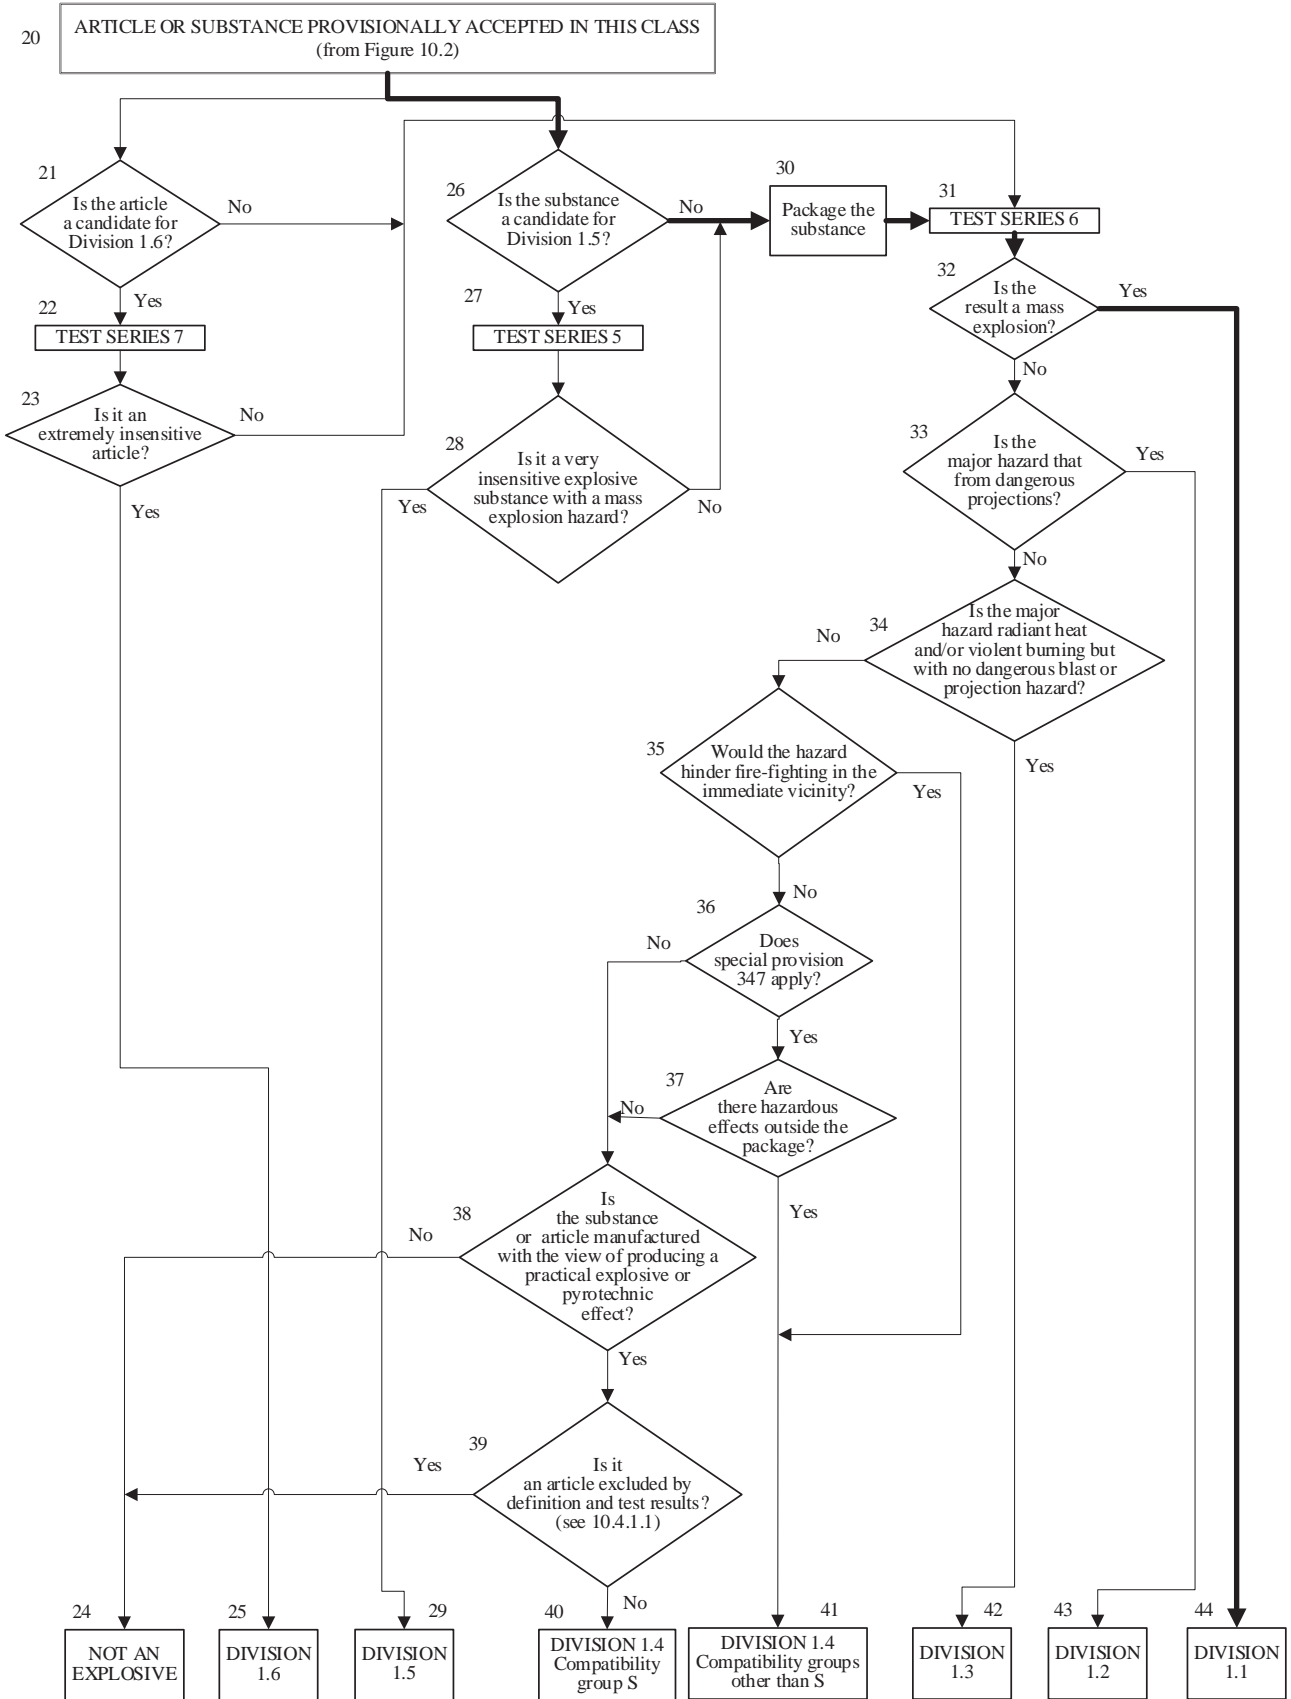 20
ARTICLE OR SUBSTANCE PROVISIONALLY ACCEPTED IN THIS CLASS
(from Figure 10.2)
21
Is the article
a candidate for
Division 1.6?
No
Yes
22
TEST SERIES 7
23
Is it an
extremely insensitive
article?
No
Yes
26
Is the substance
a candidate for
Division 1.5?
No
Yes
27
TEST SERIES 5
28
Is it a very
insensitive explosive
substance with a mass
explosion hazard?
Yes
No
30
Package the
substance
31
TEST SERIES 6
32
Is the
result a mass
explosion?
Yes
No
33
Is the
major hazard that
from dangerous
projections?
Yes
No
34
Is the major
hazard radiant heat
and/or violent burning but
with no dangerous blast or
projection hazard?
No
Yes
35
Would the hazard
hinder fire-fighting in the
immediate vicinity?
Yes
No
36
Does
special provision
347 apply?
No
Yes
37
Are
there hazardous
effects outside the
package?
No
Yes
38
Is
the substance
or article manufactured
with the view of producing a
practical explosive or
pyrotechnic
effect?
No
Yes
39
Is it
an article excluded by
definition and test results?
(see 10.4.1.1)
Yes
No
24
NOT AN
EXPLOSIVE
25
DIVISION
1.6
29
DIVISION
1.5
40
DIVISION 1.4
Compatibility
group S
41
DIVISION 1.4
Compatibility groups
other than S
42
DIVISION
1.3
43
DIVISION
1.2
44
DIVISION
1.1